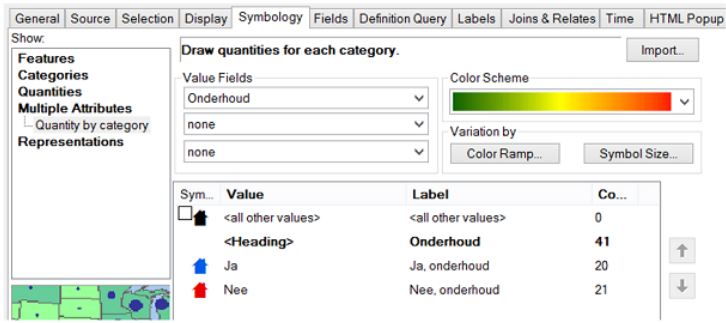 General Source Selection Display Symbology Fields Definition Query Labels Joins & Relates Time HTML Popup
Show:
Features
Categories
Quantities
Multiple Attributes
Quantity by category
Representations
Draw quantities for each category.
Import...
Value Fields
Onderhoud
none
none
Color Scheme
Variation by
Color Ramp... Symbol Size...
Sym... Value Label Co...
<all other values> <all other values> 0
<Heading> Onderhoud 41
Ja Ja, onderhoud 20
Nee Nee, onderhoud 21